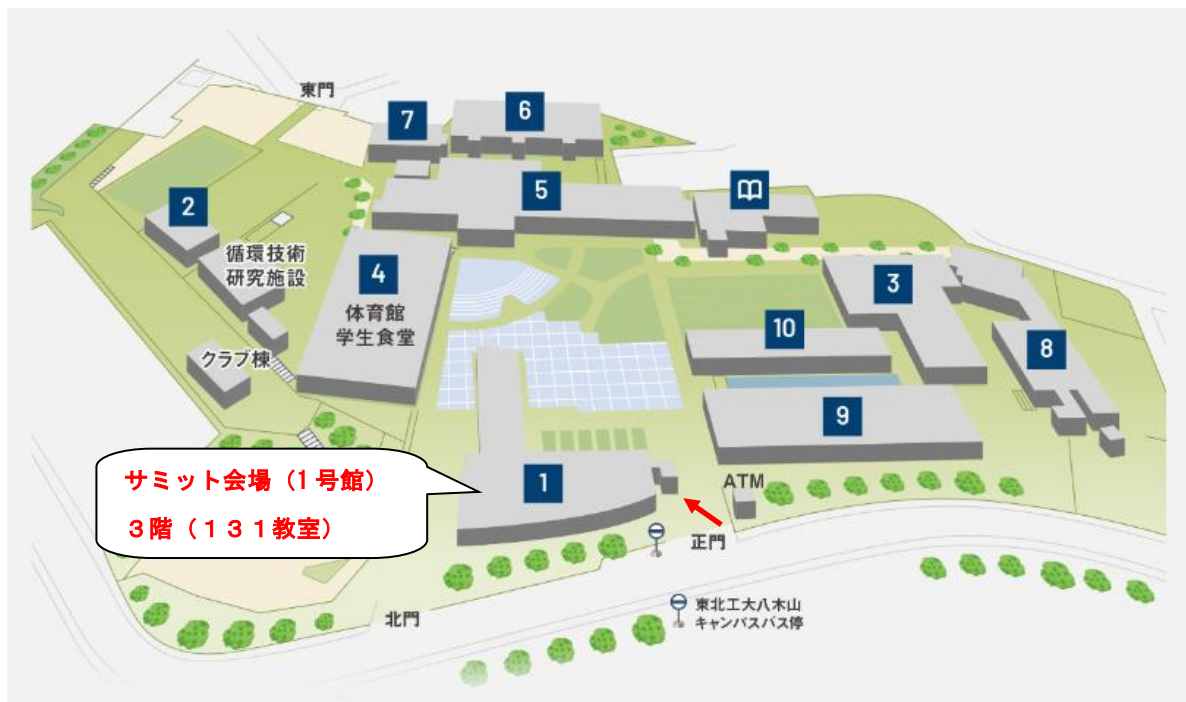 東門
7
6
2
5
循環技術
研究施設
4
体育館
学生食堂
3
10
8
クラブ棟
9
サミット会場（1号館）
３階（１３１教室）
1
ATM
正門
北門
東北工大八木山
キャンパスバス停